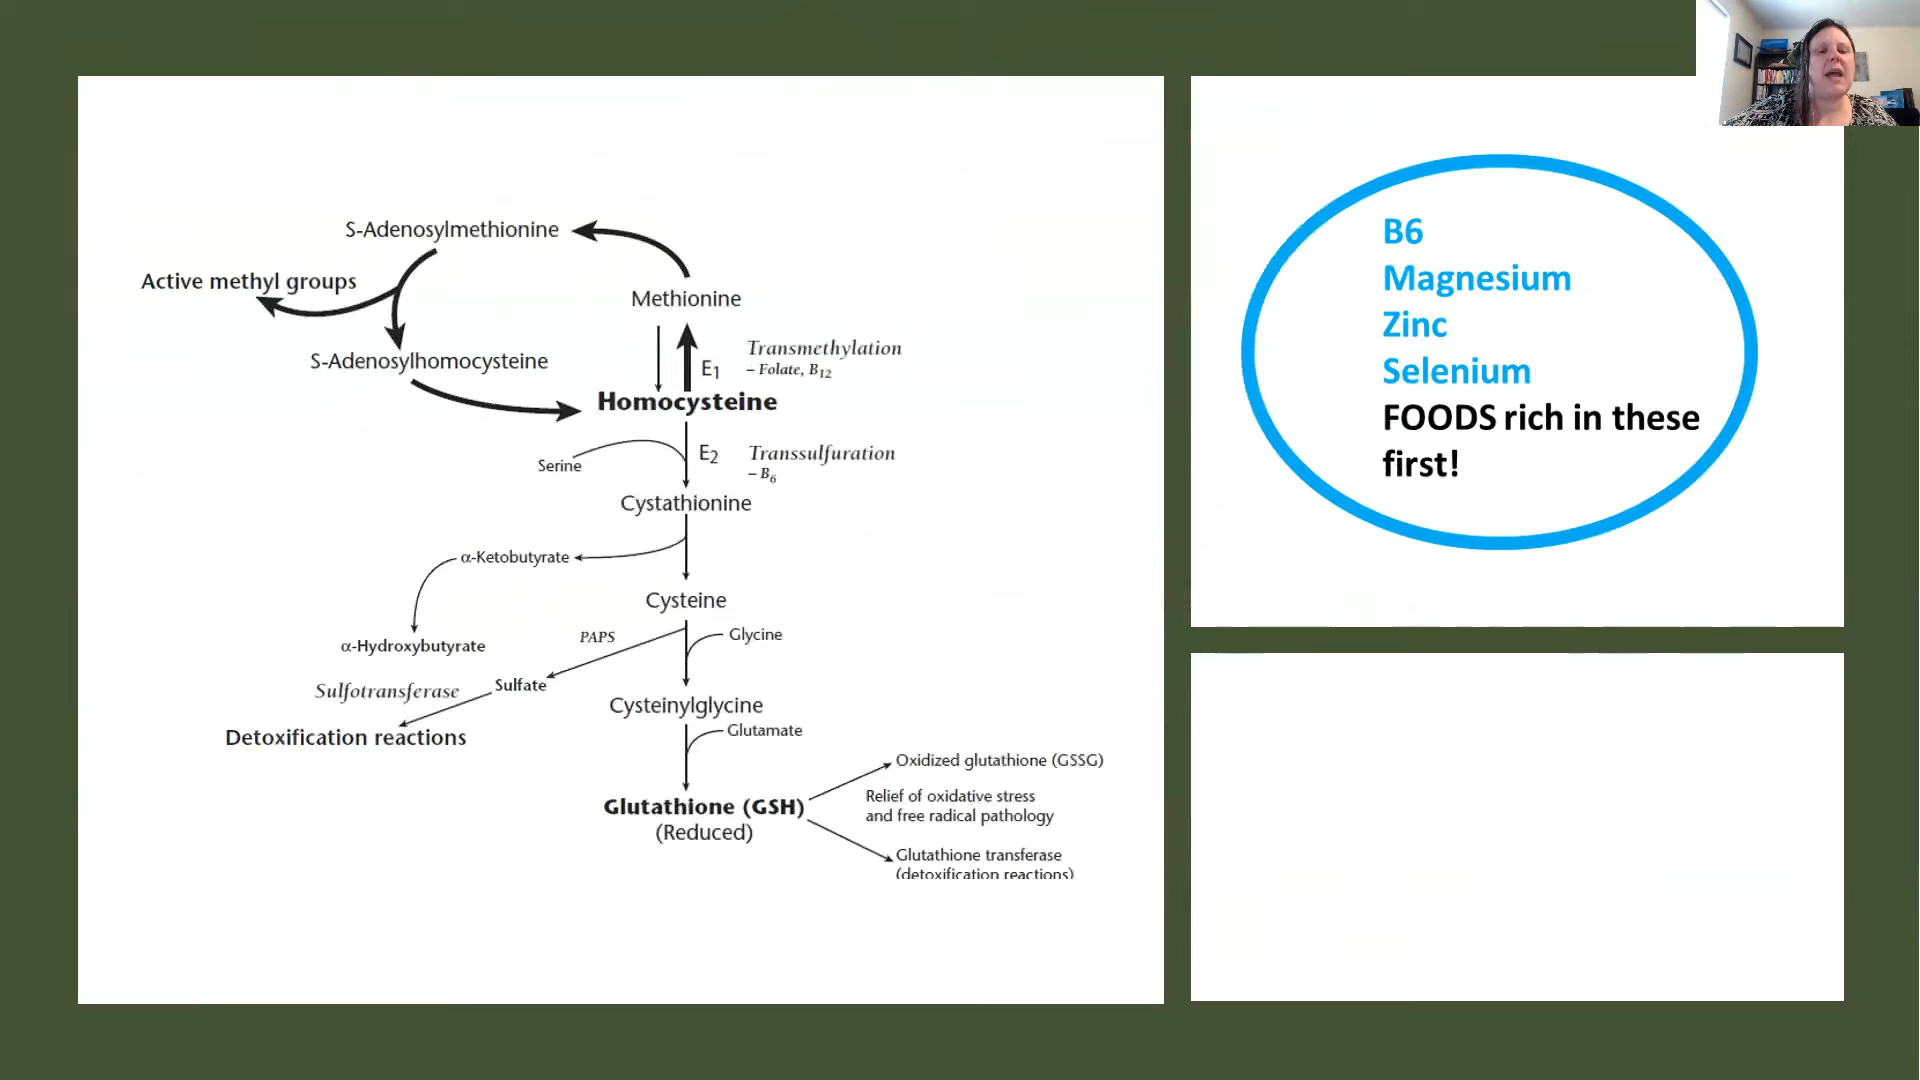 S-Adenosylmethionine
Active methyl groups
Methionine
Transmethylation
E1 – Folate, B12
S-Adenosylhomocysteine
Homocysteine
E2 Transsulfuration
Serine
– B6
Cystathionine
α-Ketobutyrate
Cysteine
PAPS
Glycine
α-Hydroxybutyrate
Sulfate
Sulfotransferase
Cysteinylglycine
Glutamate
Detoxification reactions
Oxidized glutathione (GSSG)
Glutathione (GSH)
(Reduced)
Relief of oxidative stress
and free radical pathology
Glutathione transferase
(detoxification reactions)
B6
Magnesium
Zinc
Selenium
FOODS rich in these
first!